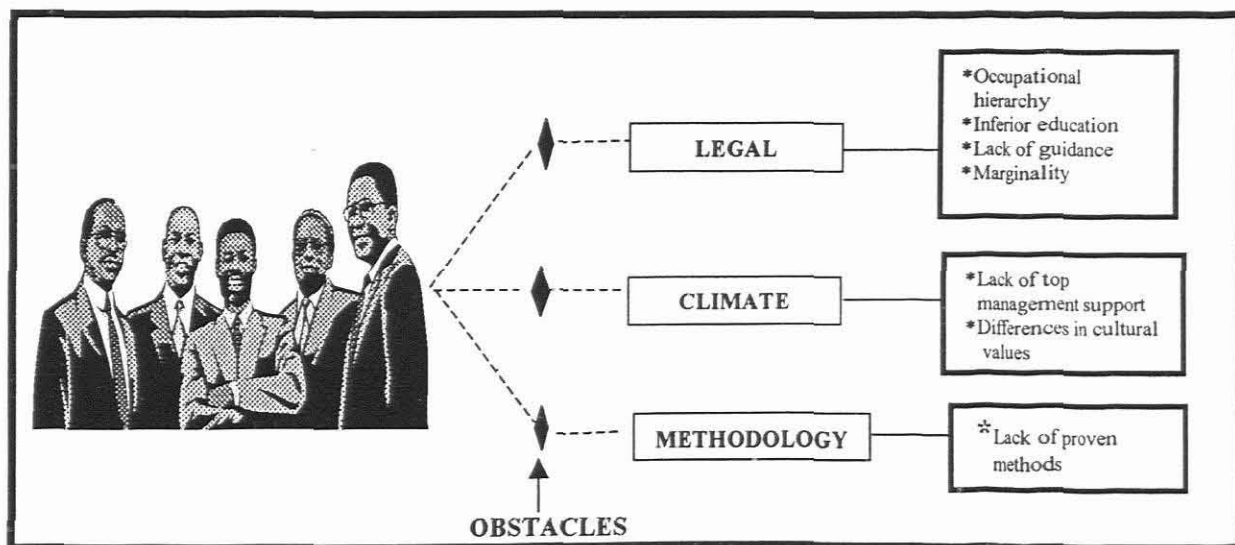 LEGAL
*Occupational
hierarchy
*Inferior education
*Lack of guidance
*Marginality
CLIMATE
*Lack of top
management support
*Differences in cultural
values
METHODOLOGY
*Lack of proven
methods
OBSTACLES